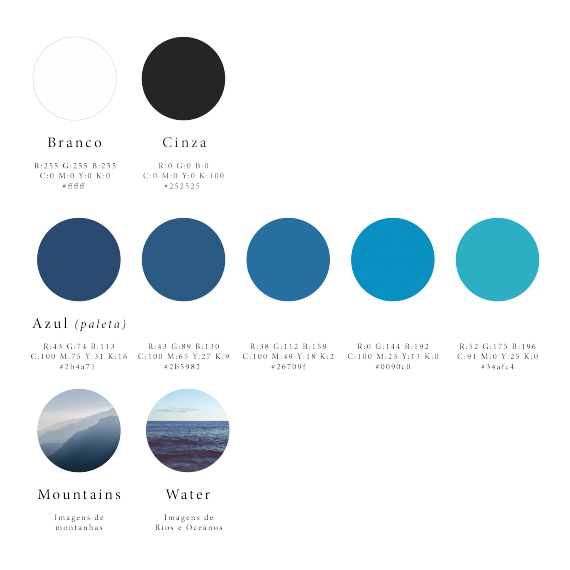 Branco
R:255 G:255 B:255
C:0 M:0 Y:0 K:0
#ffffff
Cinza
R:0 G:0 B:0
C:0 M:0 Y:0 K:100
#252525
Azul (paleta)
R:43 G:74 B:113
C:100 M:75 Y:31 K:16
#2b4a71
R:43 G:89 B:130
C:100 M:65 Y:27 K:9
#2b5982
R:38 G:112 B:159
C:100 M:49 Y:18 K:2
#26709f
R:0 G:144 B:192
C:100 M:23 Y:13 K:0
#0090c0
R:52 G:175 B:196
C:91 M:0 Y:25 K:0
#34afc4
Mountains
Imagens de
montanhas
Water
Imagens de
Rios e Oceanos